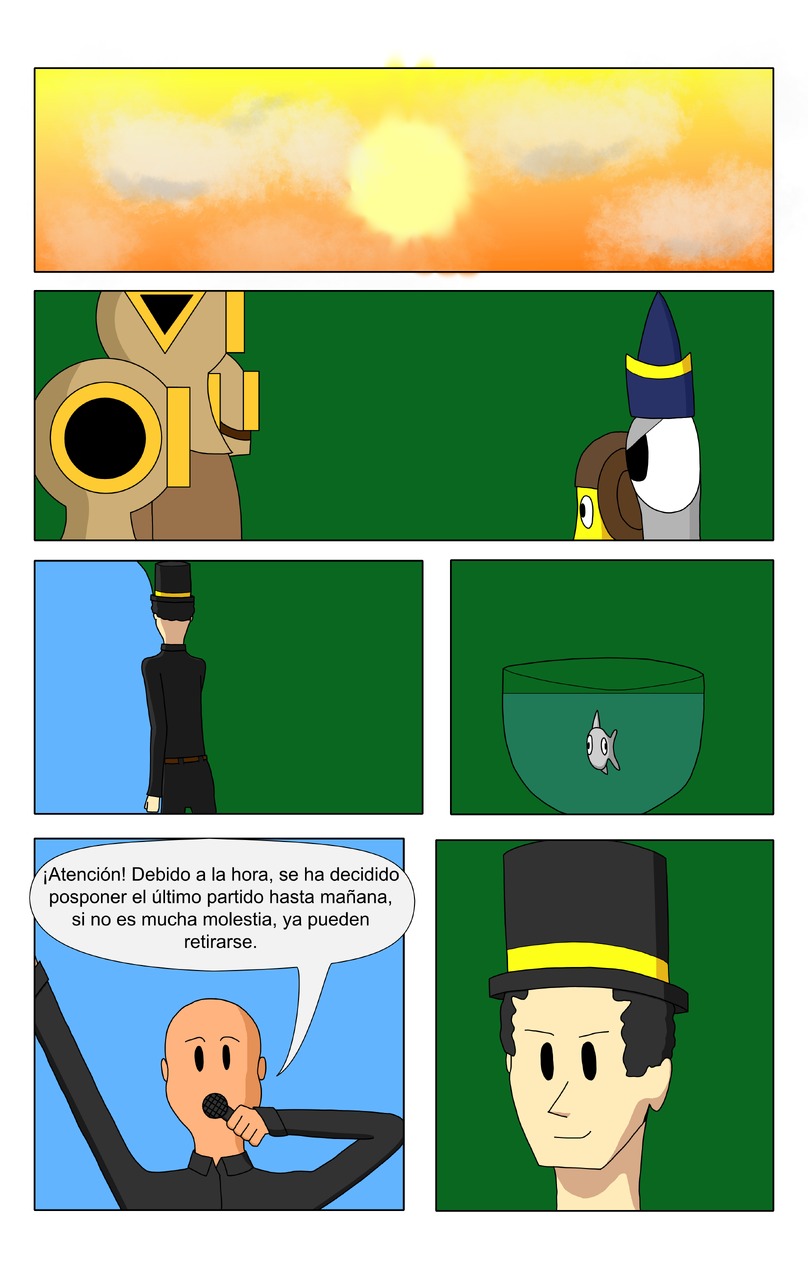 ¡Atención! Debido a la hora, se ha decidido
posponer el último partido hasta mañana,
si no es mucha molestia, ya pueden
retirarse.